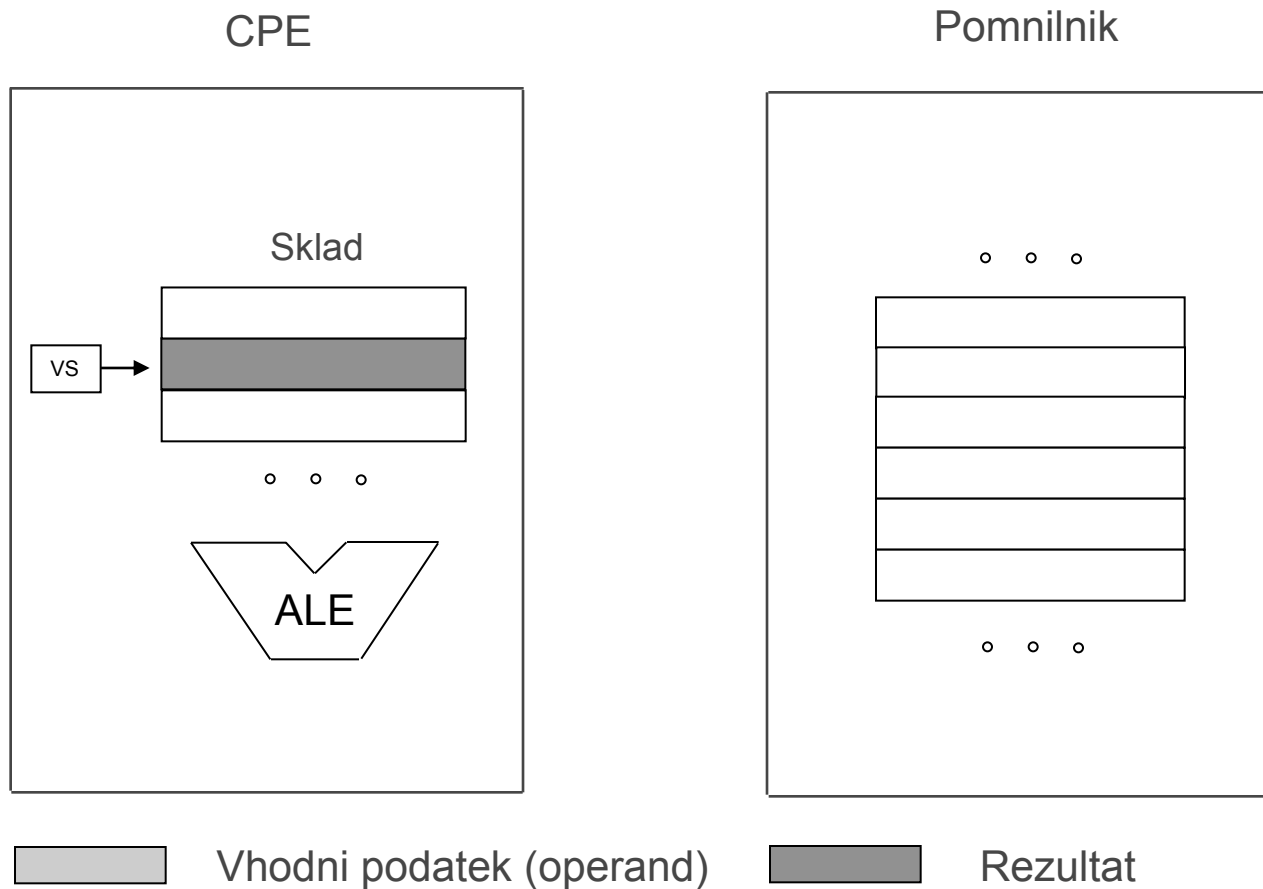 CPE
Pomnilnik
Sklad
VS
ALE
Vhodni podatek (operand)
Rezultat